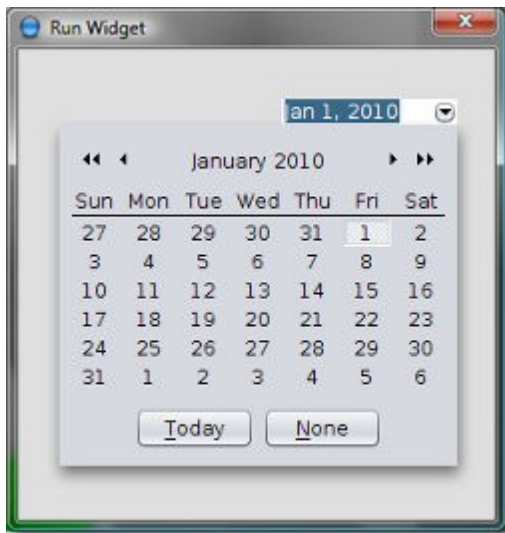 Run Widget
Jan 1, 2010
January 2010
Sun Mon Tue Wed Thu Fri Sat
27 28 29 30 31 1 2
3 4 5 6 7 8 9
10 11 12 13 14 15 16
17 18 19 20 21 22 23
24 25 26 27 28 29 30
31 1 2 3 4 5 6
Today None